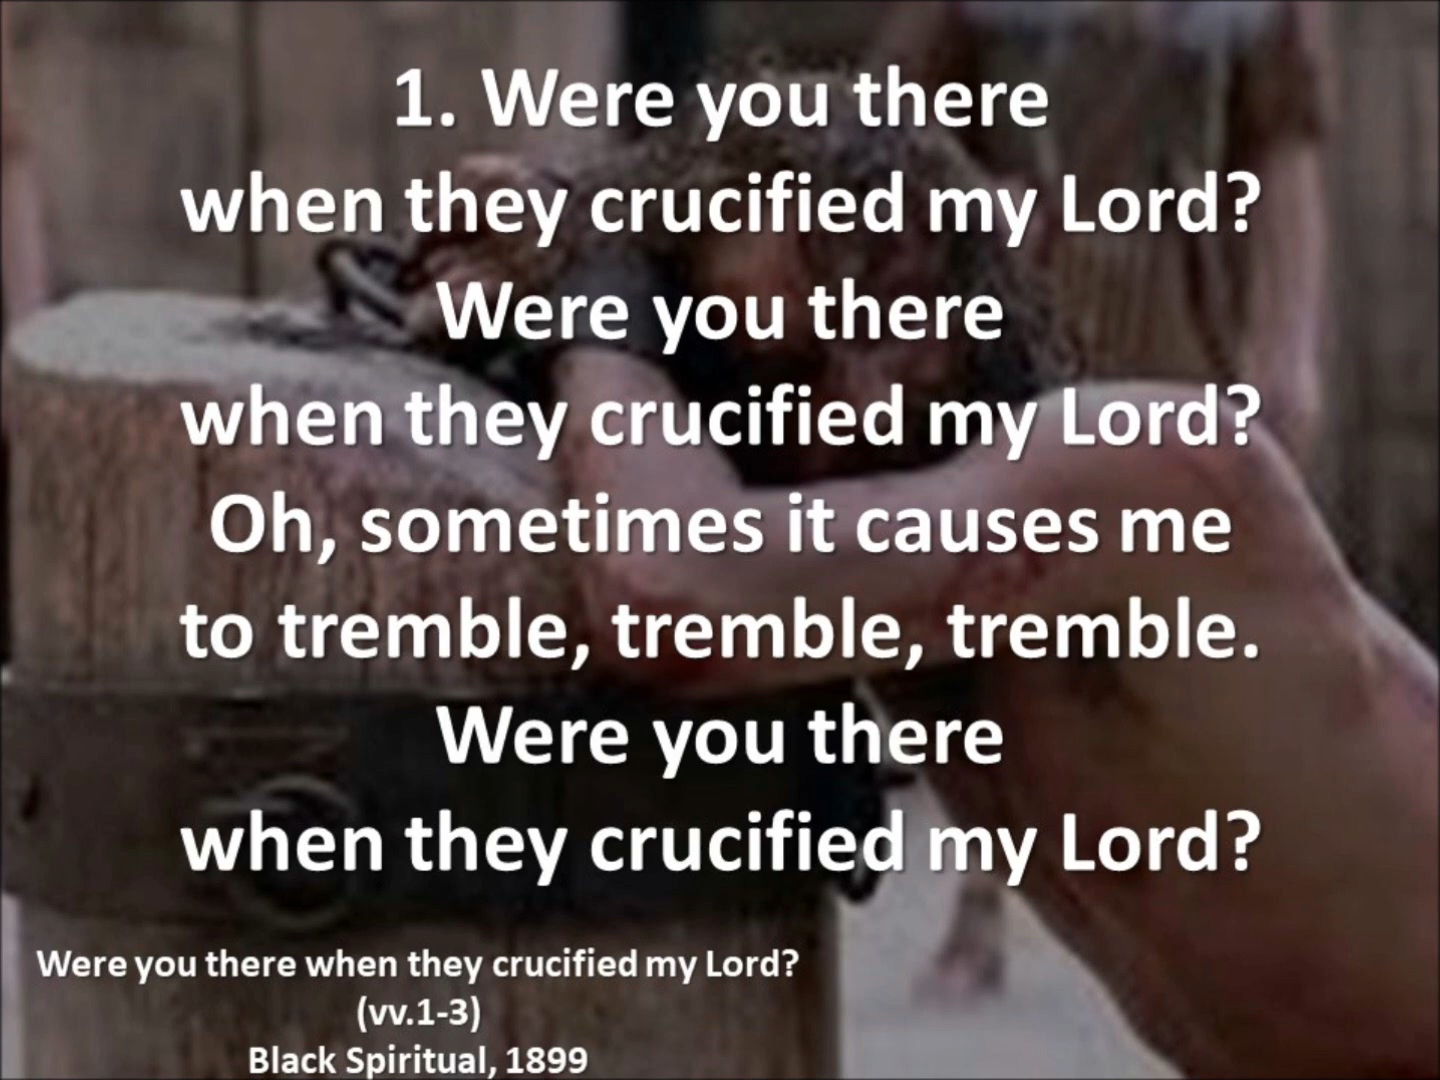 1. Were you there
when they crucified my Lord?
Were you there
when they crucified my Lord?
Oh, sometimes it causes me
to tremble, tremble, tremble.
Were you there
when they crucified my Lord?
Were you there when they crucified my Lord?
(vv.1-3)
Black Spiritual, 1899